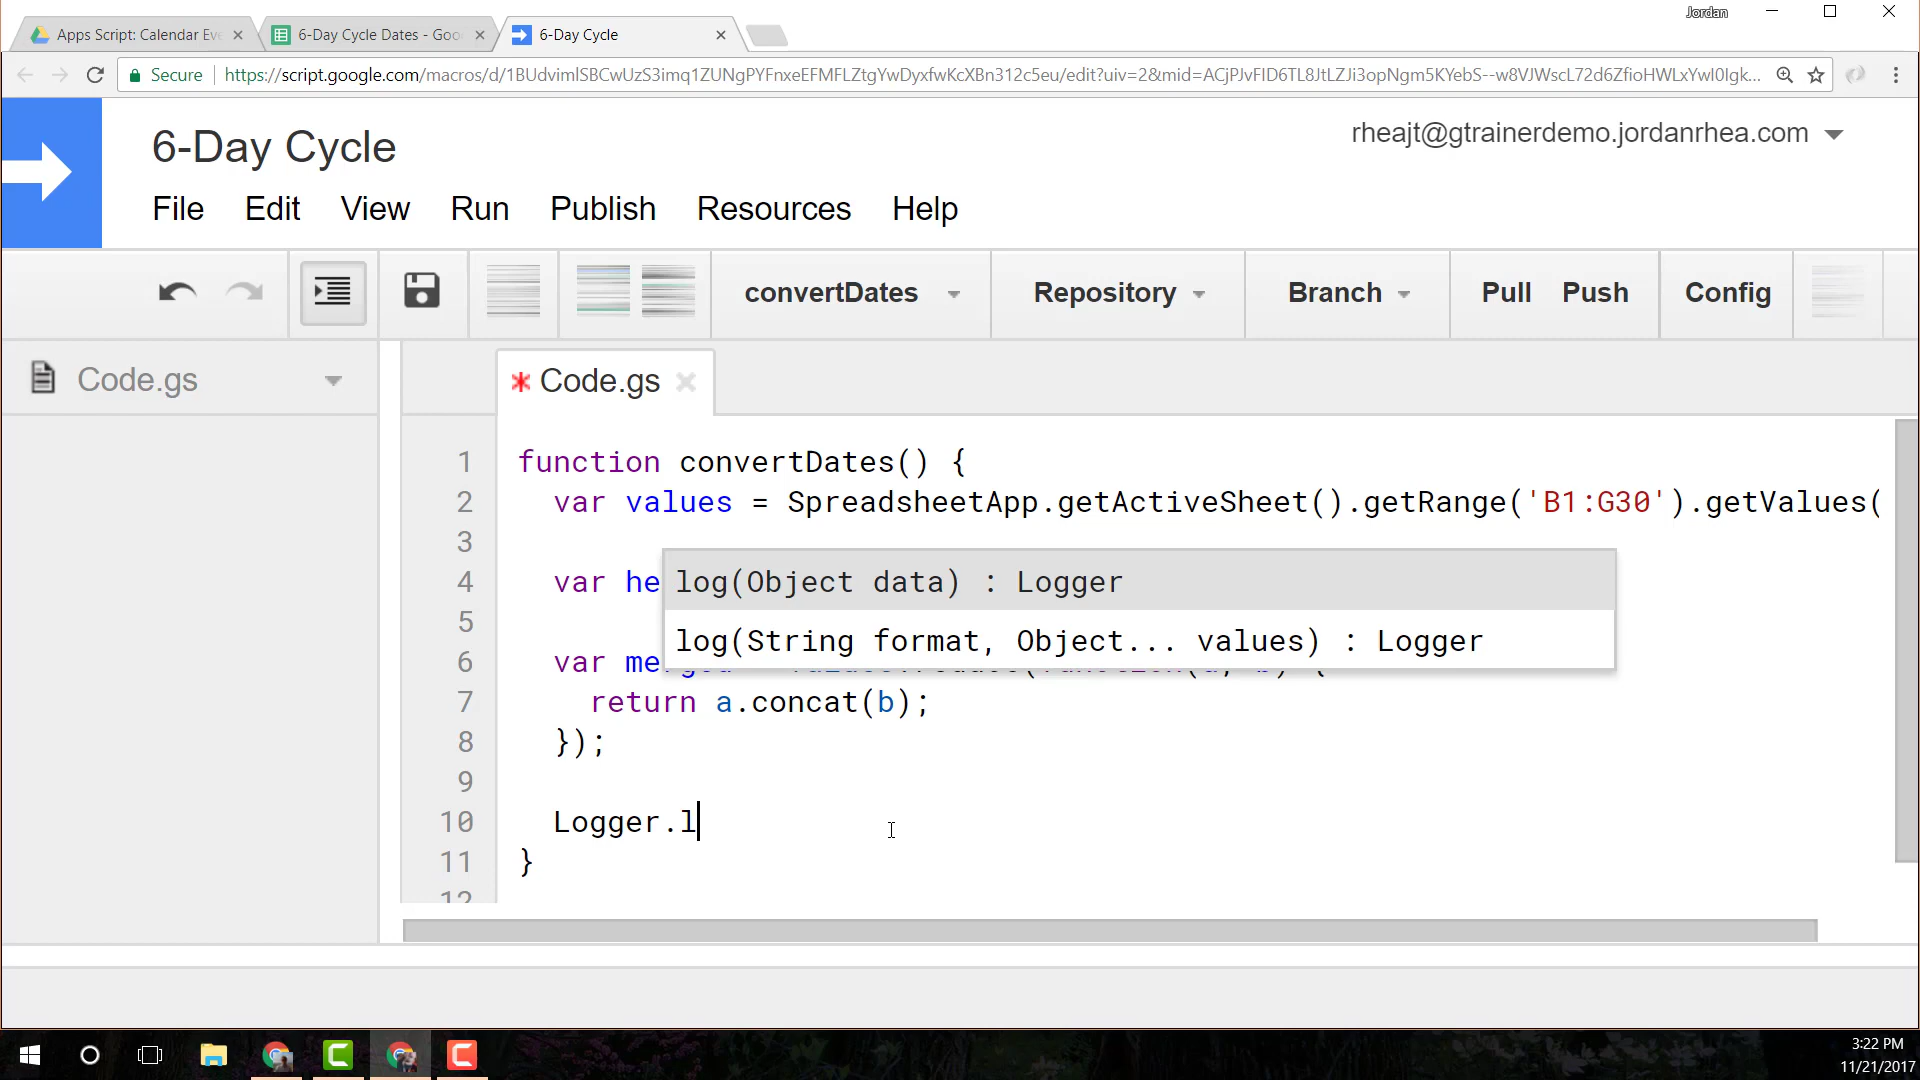 Jordan
Apps Script: Calendar Eve
6-Day Cycle Dates - Goo
6-Day Cycle
Secure
https://script.google.com/macros/d/1BUdvimlSBCwUzS3imq1ZUNgPYFnxeEFMFLZtgYwDyxfwKcXBn312c5eu/edit?uiv=2&mid=ACjPJvFID6TL8JtLZJi3opNgm5KYebS--w8VJWscL72d6ZfioHWLxYwI0Igk...
6-Day Cycle
rheajt@gtrainerdemo.jordanrhea.com
File Edit View Run Publish Resources Help
convertDates Repository Branch Pull Push Config
Code.gs
* Code.gs
1 function convertDates() {
2 var values = SpreadsheetApp.getActiveSheet().getRange('B1:G30').getValues(
3
4 var he
log(Object data) : Logger
5
log(String format, Object... values) : Logger
6 var merged
7 return a.concat(b);
8 });
9
10 Logger.l
11 }
12
3:22 PM
11/21/2017